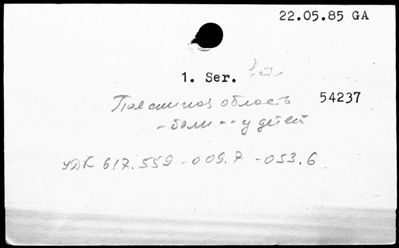 22.05.85 GA
1. Ser.
Поясничная область 54237
- боли -- у детей
УДК 617.559-009.7-053.6